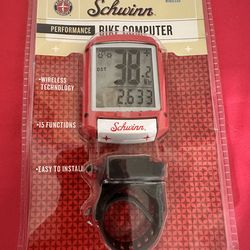 Schwinn
PERFORMANCE BIKE COMPUTER
DST
38.2
2.633
•WIRELESS
TECHNOLOGY
Schwinn
•15 FUNCTIONS
•EASY TO INSTALL